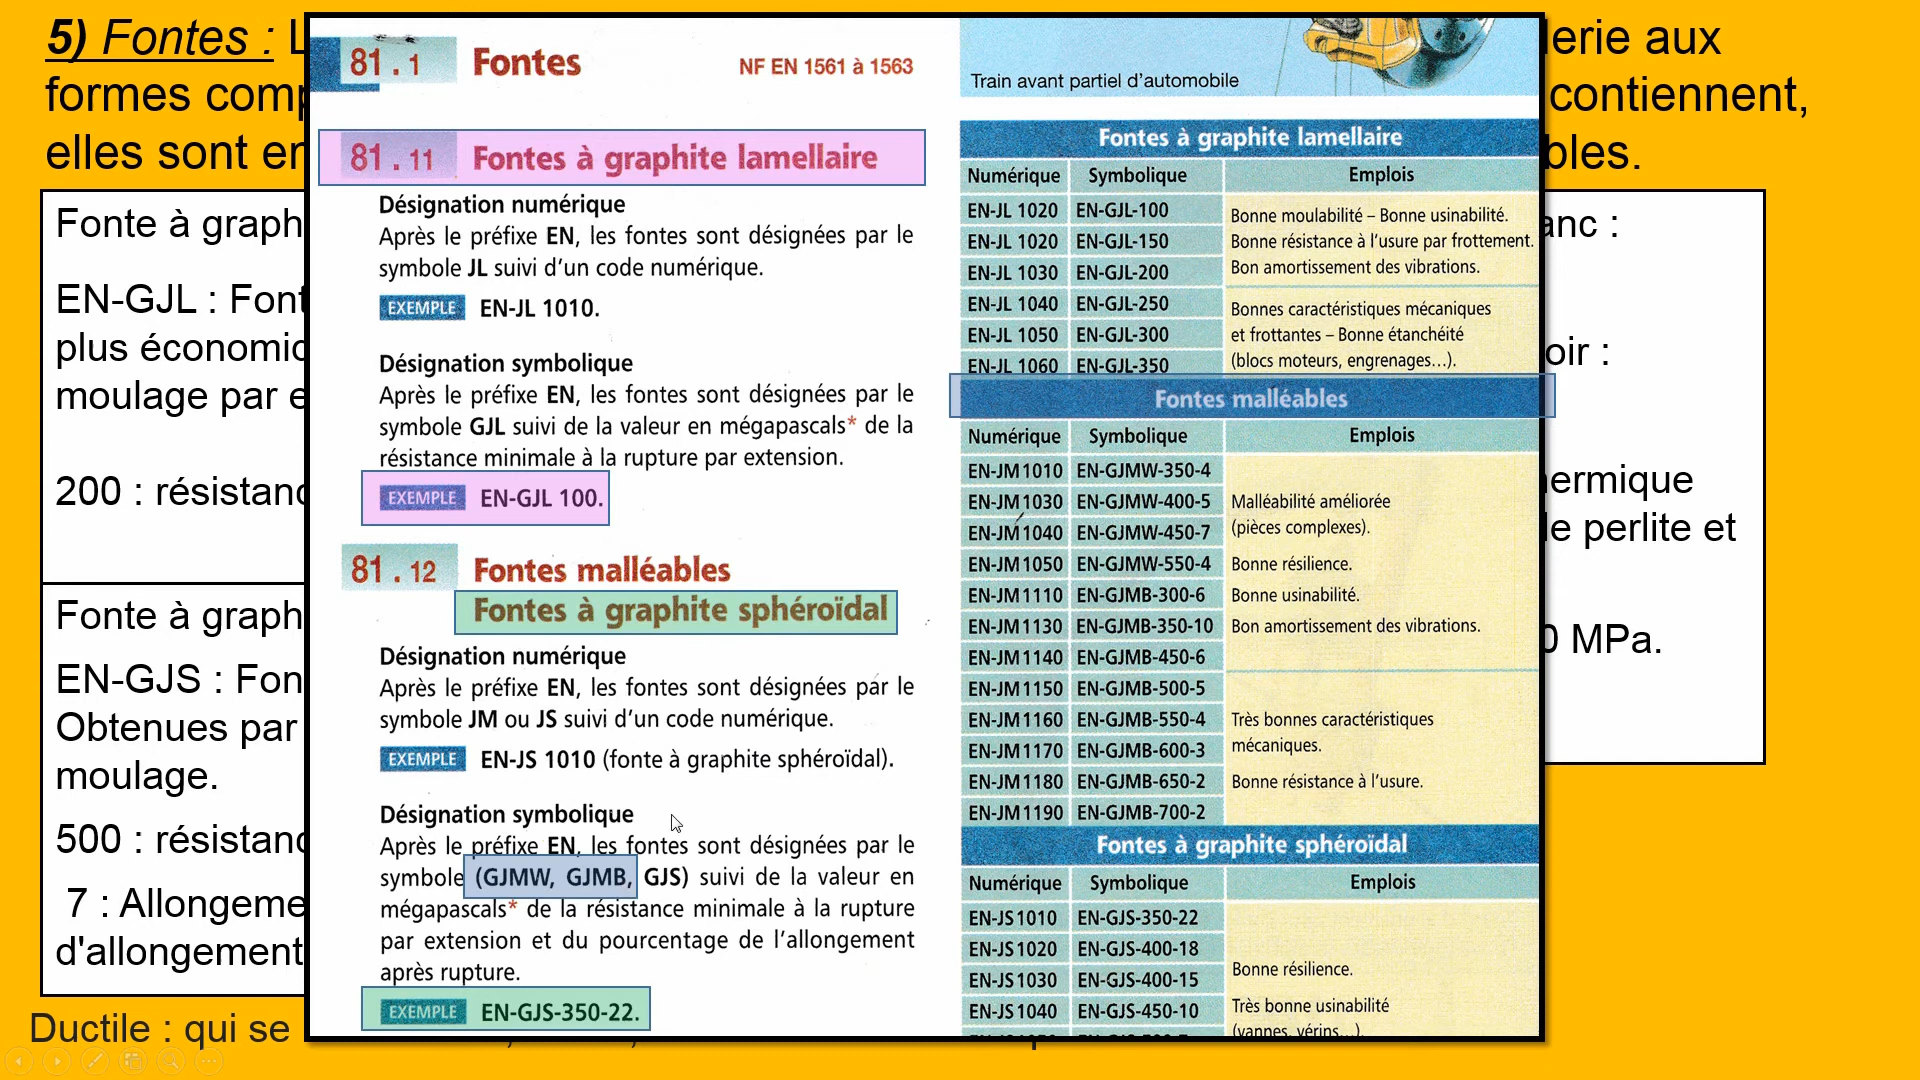 5) Fontes :
formes
elles sont
Fonte à
EN-GJL :
plus
moulage par
200 :
Fonte à
EN-GJS :
Obtenues par
moulage.
500 :
7 :
d'allongement
Ductile : qui se
81.1 Fontes NF EN 1561 à 1563
81.11 Fontes à graphite lamellaire
Désignation numérique
Après le préfixe EN, les fontes sont désignées par le
symbole JL suivi d’un code numérique.
EXEMPLE EN-JL 1010.
Désignation symbolique
Après le préfixe EN, les fontes sont désignées par le
symbole GJL suivi de la valeur en mégapascals* de la
résistance minimale à la rupture par extension.
EXEMPLE EN-GJL 100.
81.12 Fontes malléables
Fontes à graphite sphéroïdal
Désignation numérique
Après le préfixe EN, les fontes sont désignées par le
symbole JM ou JS suivi d’un code numérique.
EXEMPLE EN-JS 1010 (fonte à graphite sphéroïdal).
Désignation symbolique
Après le préfixe EN, les fontes sont désignées par le
symbole (GJMW, GJMB, GJS) suivi de la valeur en
mégapascals* de la résistance minimale à la rupture
par extension et du pourcentage de l’allongement
après rupture.
EXEMPLE EN-GJS-350-22.
Train avant partiel d’automobile
Fontes à graphite lamellaire
Numérique Symbolique Emplois
EN-JL 1020 EN-GJL-100
EN-JL 1020 EN-GJL-150
EN-JL 1030 EN-GJL-200
Bonne moulabilité – Bonne usinabilité.
Bonne résistance à l’usure par frottement.
Bon amortissement des vibrations.
EN-JL 1040 EN-GJL-250
EN-JL 1050 EN-GJL-300
EN-JL 1060 EN-GJL-350
Bonnes caractéristiques mécaniques
et frottantes – Bonne étanchéité
(blocs moteurs, engrenages...).
Fontes malléables
Numérique Symbolique Emplois
EN-JM1010 EN-GJMW-350-4
EN-JM1030 EN-GJMW-400-5
EN-JM1040 EN-GJMW-450-7
EN-JM1050 EN-GJMW-550-4
EN-JM1110 EN-GJMB-300-6
EN-JM1130 EN-GJMB-350-10
EN-JM1140 EN-GJMB-450-6
Malléabilité améliorée
(pièces complexes).
Bonne résilience.
Bonne usinabilité.
Bon amortissement des vibrations.
EN-JM1150 EN-GJMB-500-5
EN-JM1160 EN-GJMB-550-4
EN-JM1170 EN-GJMB-600-3
EN-JM1180 EN-GJMB-650-2
EN-JM1190 EN-GJMB-700-2
Très bonnes caractéristiques
mécaniques.
Bonne résistance à l’usure.
Fontes à graphite sphéroïdal
Numérique Symbolique Emplois
EN-JS1010 EN-GJS-350-22
EN-JS1020 EN-GJS-400-18
EN-JS1030 EN-GJS-400-15
EN-JS1040 EN-GJS-450-10
Bonne résilience.
Très bonne usinabilité
(vannes, vérins...).
aux
contiennent,
perlite et
MPa.